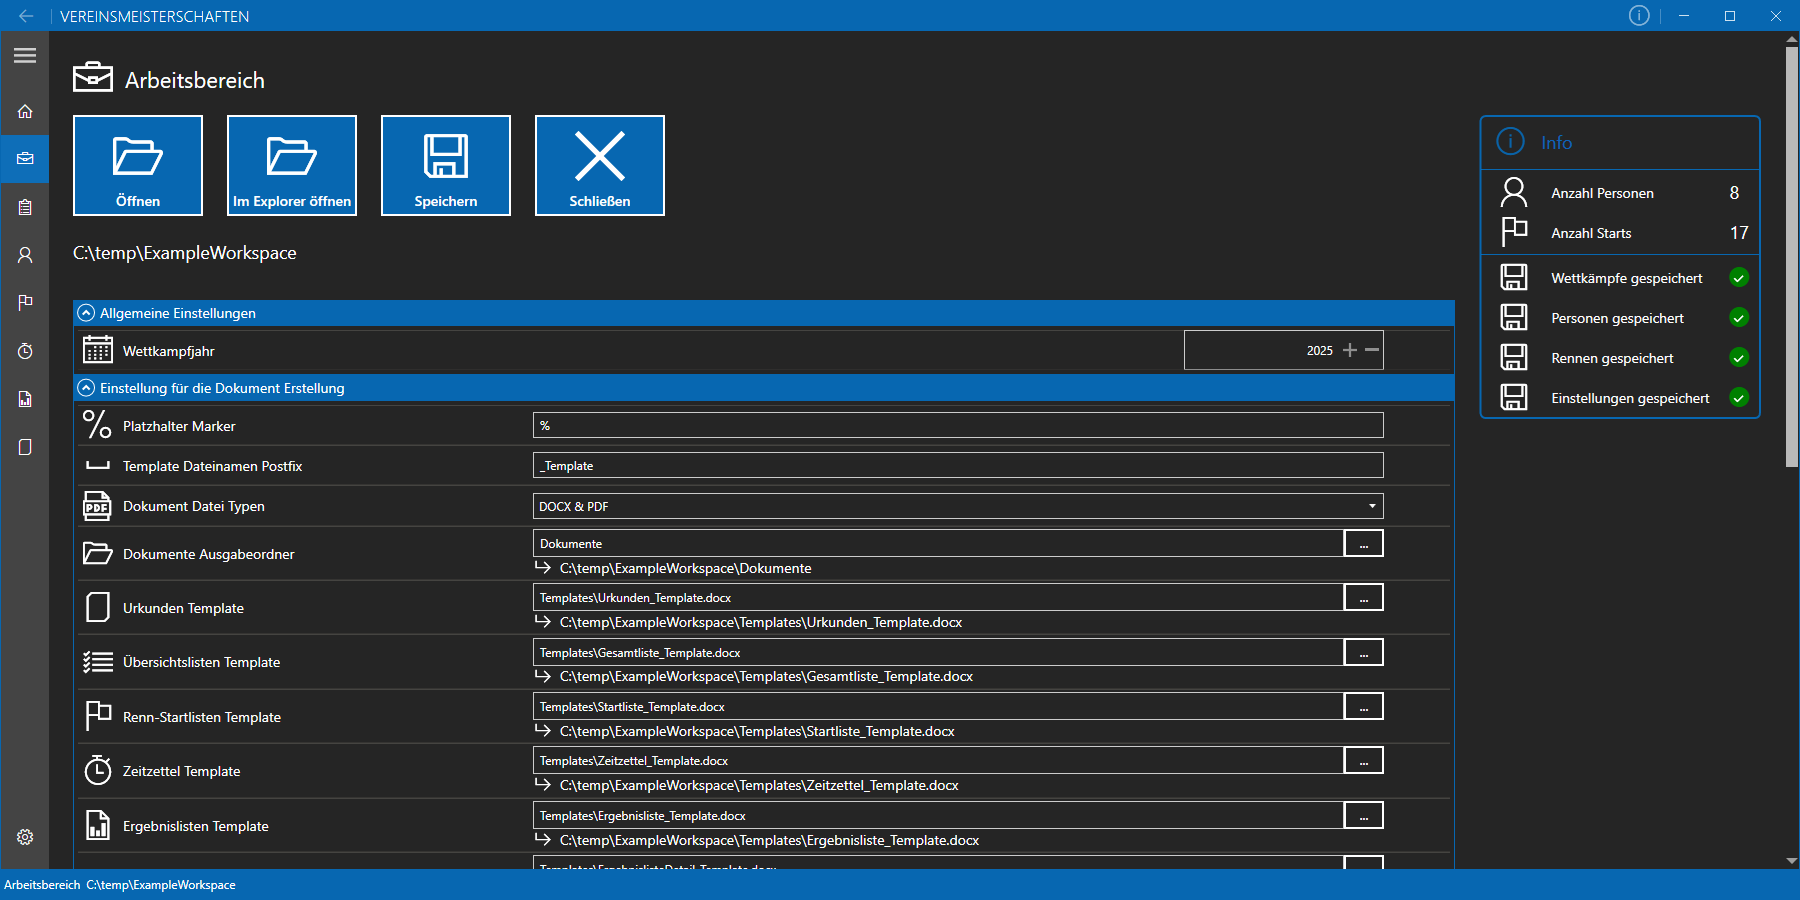 VEREINSMEISTERSCHAFTEN
Arbeitsbereich
Öffnen
Im Explorer öffnen
Speichern
Schließen
C:\temp\ExampleWorkspace
Allgemeine Einstellungen
Wettkampfjahr
2025
Einstellung für die Dokument Erstellung
Platzhalter Marker
%
Template Dateinamen Postfix
_Template
PDF
Dokument Datei Typen
DOCX & PDF
Dokumente Ausgabeordner
Dokumente
...
C:\temp\ExampleWorkspace\Dokumente
Urkunden Template
Templates\Urkunden_Template.docx
...
C:\temp\ExampleWorkspace\Templates\Urkunden_Template.docx
Übersichtslisten Template
Templates\Gesamtliste_Template.docx
...
C:\temp\ExampleWorkspace\Templates\Gesamtliste_Template.docx
Renn-Startlisten Template
Templates\Startliste_Template.docx
...
C:\temp\ExampleWorkspace\Templates\Startliste_Template.docx
Zeitzettel Template
Templates\Zeitzettel_Template.docx
...
C:\temp\ExampleWorkspace\Templates\Zeitzettel_Template.docx
Ergebnislisten Template
Templates\Ergebnisliste_Template.docx
...
C:\temp\ExampleWorkspace\Templates\Ergebnisliste_Template.docx
Templates\ErgebnislisteDetail_Template.docx
Info
Anzahl Personen 8
Anzahl Starts 17
Wettkämpfe gespeichert
Personen gespeichert
Rennen gespeichert
Einstellungen gespeichert
Arbeitsbereich C:\temp\ExampleWorkspace